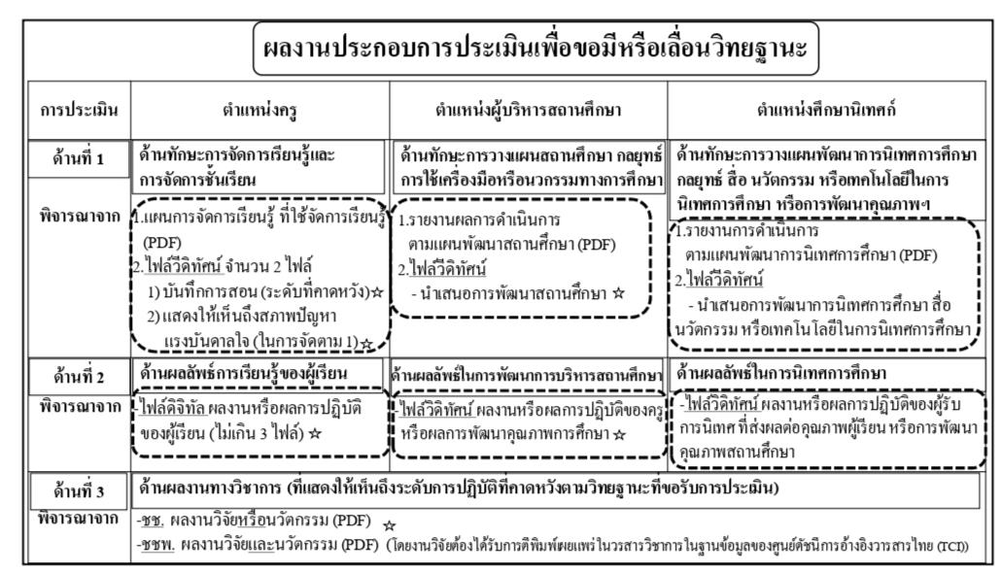 ผลงานประกอบการประเมินเพื่อขอมีหรือเลื่อนวิทยฐานะ
การประเมิน
ตำแหน่งครู
ตำแหน่งผู้บริหารสถานศึกษา
ตำแหน่งศึกษานิเทศก์
ด้านที่ 1
ด้านทักษะการจัดการเรียนรู้และ
การจัดการชั้นเรียน
ด้านทักษะการวางแผนสถานศึกษา กลยุทธ์
การใช้เครื่องมือหรือนวกรรมทางการศึกษา
ด้านทักษะการวางแผนพัฒนาการนิเทศการศึกษา
กลยุทธ์ สื่อ นวัตกรรม หรือเทคโนโลยีในการ
นิเทศการศึกษา หรือการพัฒนาคุณภาพฯ
พิจารณาจาก
1.แผนการจัดการเรียนรู้ ที่ใช้จัดการเรียนรู้
(PDF)
2.ไฟล์วีดิทัศน์ จำนวน 2 ไฟล์
1) บันทึกการสอน (ระดับที่คาดหวัง)☆
2) แสดงให้เห็นถึงสภาพปัญหา
แรงบันดาลใจ (ในการจัดตาม 1)☆
1.รายงานผลการดำเนินการ
ตามแผนพัฒนาสถานศึกษา (PDF)
2.ไฟล์วีดิทัศน์
- นำเสนอการพัฒนาสถานศึกษา ☆
1.รายงานการดำเนินการ
ตามแผนพัฒนาการนิเทศการศึกษา (PDF)
2.ไฟล์วีดิทัศน์
- นำเสนอการพัฒนาการนิเทศการศึกษา สื่อ
นวัตกรรม หรือเทคโนโลยีในการนิเทศการศึกษา
ด้านที่ 2
ด้านผลลัพธ์การเรียนรู้ของผู้เรียน
ด้านผลลัพธ์ในการพัฒนาการบริหารสถานศึกษา
ด้านผลลัพธ์ในการนิเทศการศึกษา
พิจารณาจาก
-ไฟล์ดิจิทัล ผลงานหรือผลการปฏิบัติ
ของผู้เรียน (ไม่เกิน 3 ไฟล์) ☆
-ไฟล์วิดิทัศน์ ผลงานหรือผลการปฏิบัติของครู
หรือผลการพัฒนาคุณภาพการศึกษา ☆
-ไฟล์วิดิทัศน์ ผลงานหรือผลการปฏิบัติของผู้รับ
การนิเทศ ที่ส่งผลต่อคุณภาพผู้เรียน หรือการพัฒนา
คุณภาพสถานศึกษา
ด้านที่ 3
ด้านผลงานทางวิชาการ (ที่แสดงให้เห็นถึงระดับการปฏิบัติที่คาดหวังตามวิทยฐานะที่ขอรับการประเมิน)
พิจารณาจาก
-ชช. ผลงานวิจัยหรือนวัตกรรม (PDF) ☆
-ชชพ. ผลงานวิจัยและนวัตกรรม (PDF) (โดยงานวิจัยต้องได้รับการตีพิมพ์เผยแพร่ในวรสารวิชาการในฐานข้อมูลของศูนย์ดัชนีการอ้างอิงวารสารไทย (TCI))